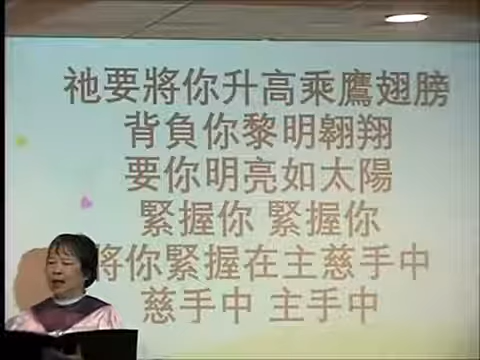 祂要將你升高乘鷹翅膀
背負你黎明翱翔
要你明亮如太陽
緊握你 緊握你
將你緊握在主慈手中
慈手中 主手中